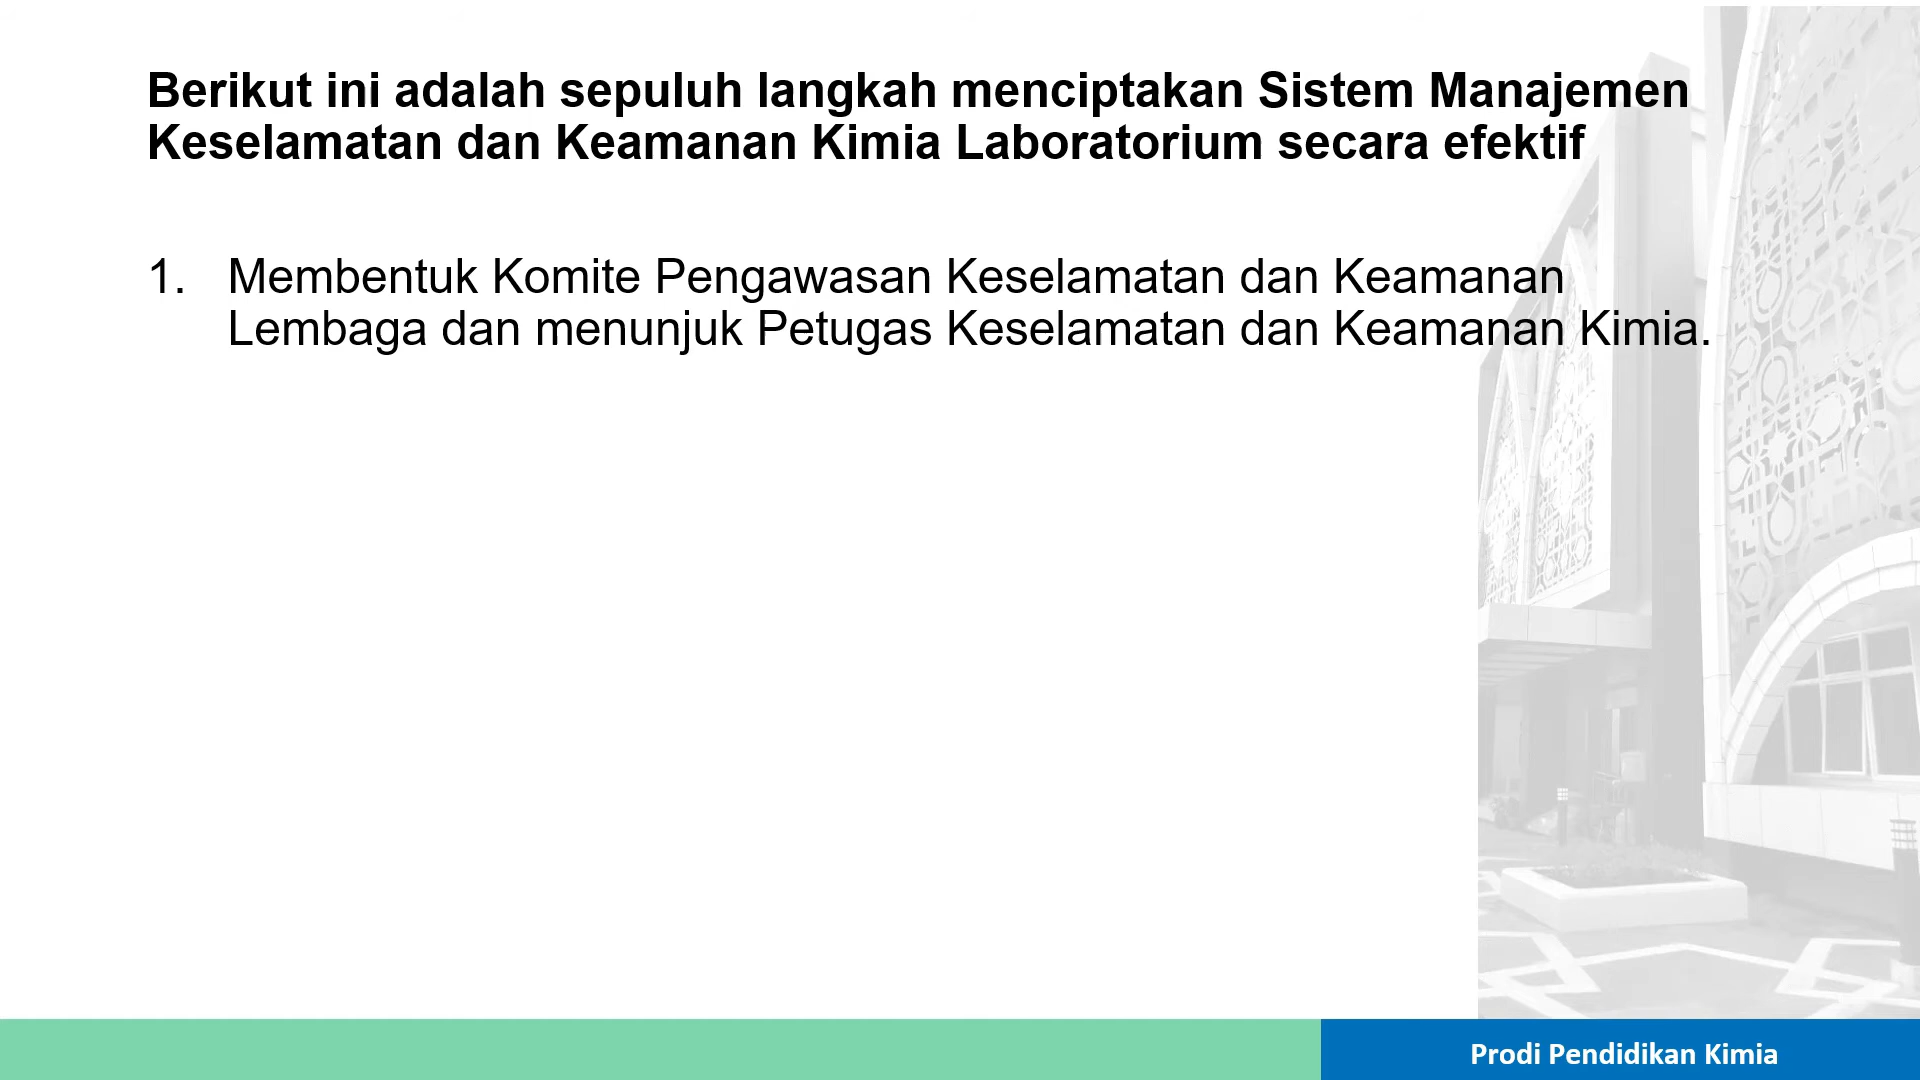 Berikut ini adalah sepuluh langkah menciptakan Sistem Manajemen
Keselamatan dan Keamanan Kimia Laboratorium secara efektif
1. Membentuk Komite Pengawasan Keselamatan dan Keamanan
Lembaga dan menunjuk Petugas Keselamatan dan Keamanan Kimia.
Prodi Pendidikan Kimia